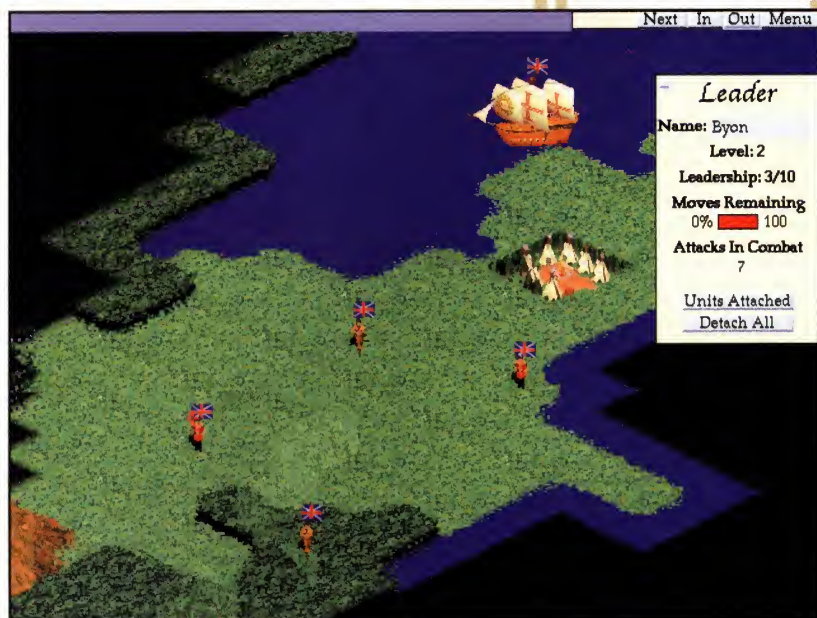 Next In Out Menu
Leader
Name: Byon
Level: 2
Leadership: 3/10
Moves Remaining
0% 100
Attacks In Combat
7
Units Attached
Detach All